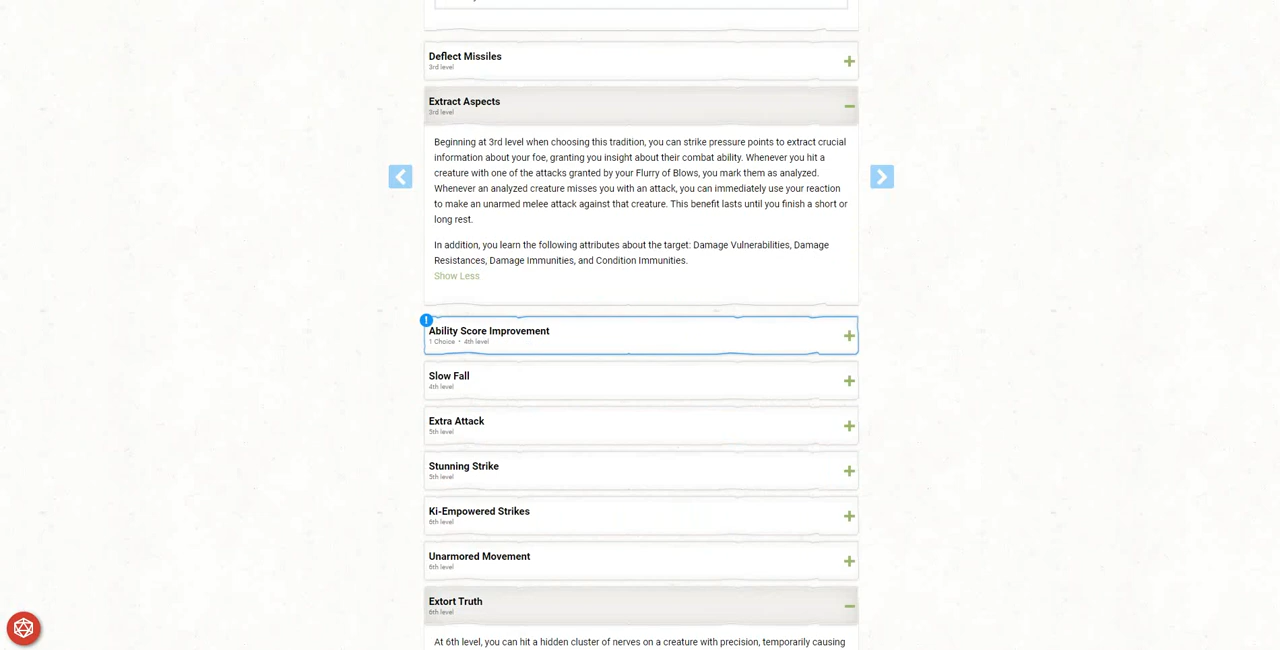 Deflect Missiles
3rd level
Extract Aspects
3rd level
Beginning at 3rd level when choosing this tradition, you can strike pressure points to extract crucial
information about your foe, granting you insight about their combat ability. Whenever you hit a
creature with one of the attacks granted by your Flurry of Blows, you mark them as analyzed.
Whenever an analyzed creature misses you with an attack, you can immediately use your reaction
to make an unarmed melee attack against that creature. This benefit lasts until you finish a short or
long rest.
In addition, you learn the following attributes about the target: Damage Vulnerabilities, Damage
Resistances, Damage Immunities, and Condition Immunities.
Show Less
Ability Score Improvement
1 Choice • 4th level
Slow Fall
4th level
Extra Attack
5th level
Stunning Strike
5th level
Ki-Empowered Strikes
6th level
Unarmored Movement
6th level
Extort Truth
6th level
At 6th level, you can hit a hidden cluster of nerves on a creature with precision, temporarily causing